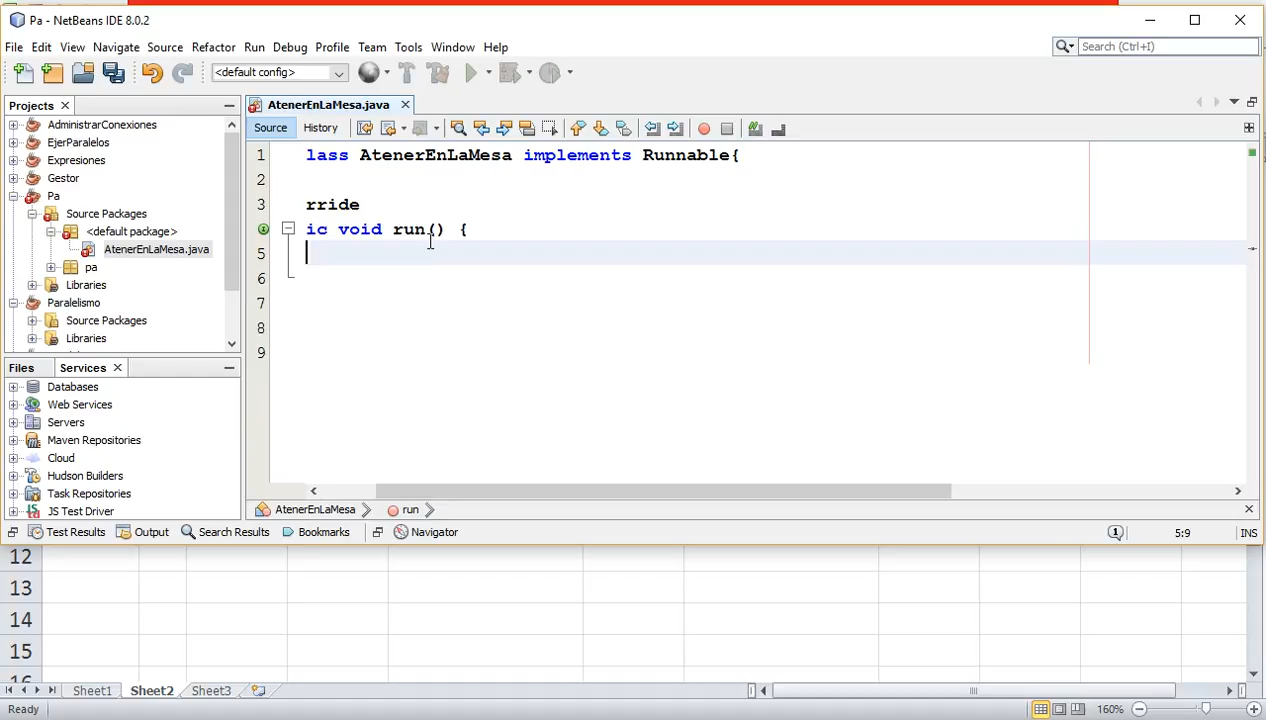 Pa - NetBeans IDE 8.0.2
File Edit View Navigate Source Refactor Run Debug Profile Team Tools Window Help
Search (Ctrl+I)
<default config>
Projects
AtenerEnLaMesa.java
AdministrarConexiones
EjerParalelos
Expresiones
Gestor
Pa
Source Packages
<default package>
AtenerEnLaMesa.java
pa
Libraries
Paralelismo
Source Packages
Libraries
Source History
1 lass AtenerEnLaMesa implements Runnable{
2
3 rride
4 ic void run() {
5
6
7
8
9
Files Services
Databases
Web Services
Servers
Maven Repositories
Cloud
Hudson Builders
Task Repositories
JS Test Driver
AtenerEnLaMesa run
Test Results Output Search Results Bookmarks Navigator
1 5:9 INS
12
13
14
15
Sheet1 Sheet2 Sheet3
Ready 160%